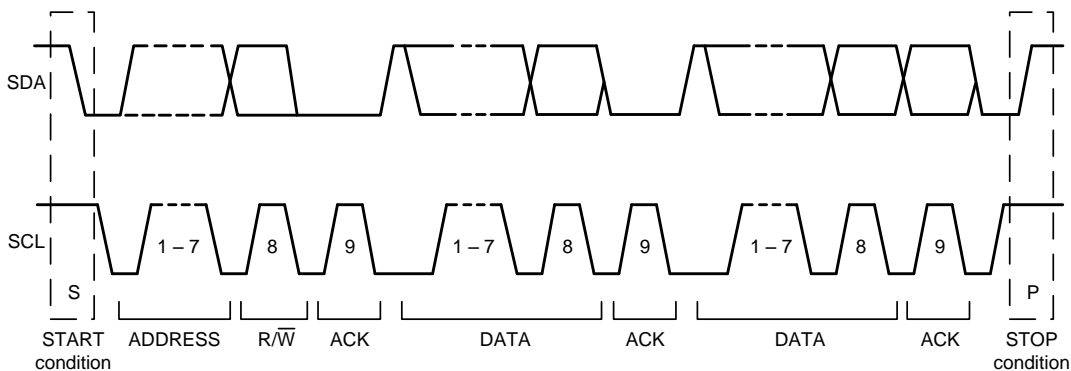 SDA
SCL
1 – 7 8 9 1 – 7 8 9 1 – 7 8 9
S P
START condition ADDRESS R/W̅ ACK DATA ACK DATA ACK STOP condition